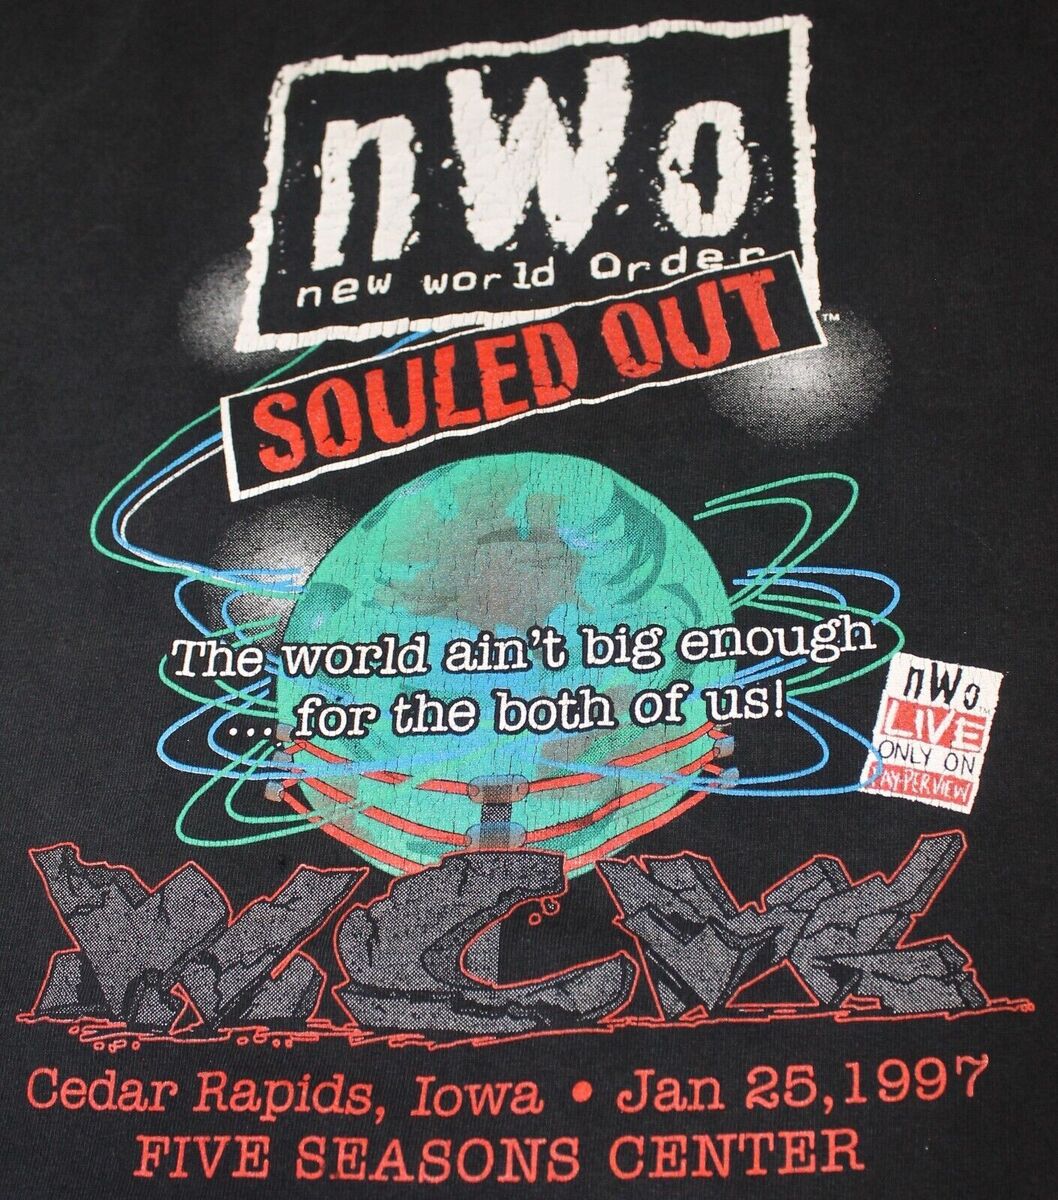 nWo
new world Order
SOULED OUT
TM
The world ain't big enough
... for the both of us!
nWo
LIVE
ONLY ON
PAY-PER VIEW
WCW
Cedar Rapids, Iowa • Jan 25,1997
FIVE SEASONS CENTER